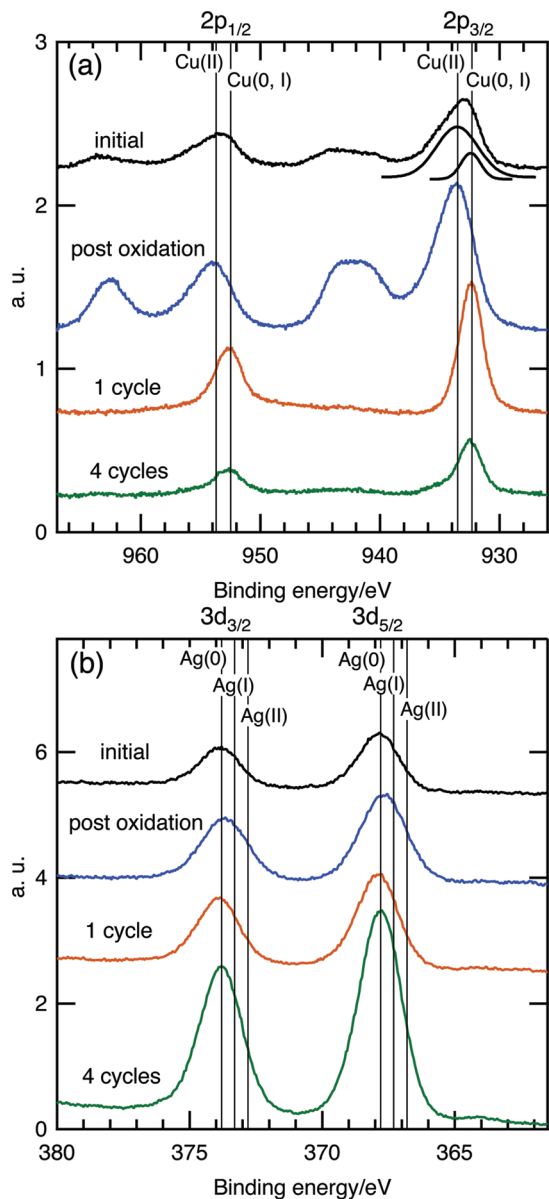 2p1/2 2p3/2
3
(a)
Cu(II) Cu(II)
Cu(0, I) Cu(0, I)
initial
2
post oxidation
a. u.
1
1 cycle
4 cycles
0
960 950 940 930
Binding energy/eV
3d3/2 3d5/2
(b)
Ag(0) Ag(0)
Ag(I) Ag(I)
Ag(II) Ag(II)
initial
6
post oxidation
4
a. u.
1 cycle
2
4 cycles
0
380 375 370 365
Binding energy/eV